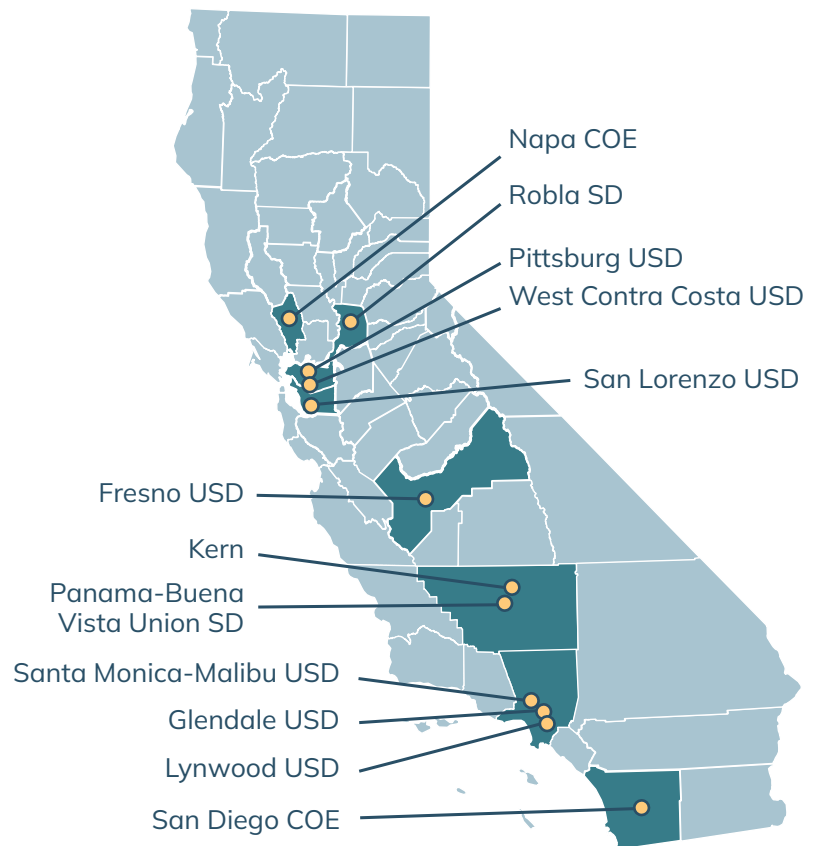 Napa COE
Robla SD
Pittsburg USD
West Contra Costa USD
San Lorenzo USD
Fresno USD
Kern
Panama-Buena
Vista Union SD
Santa Monica-Malibu USD
Glendale USD
Lynwood USD
San Diego COE